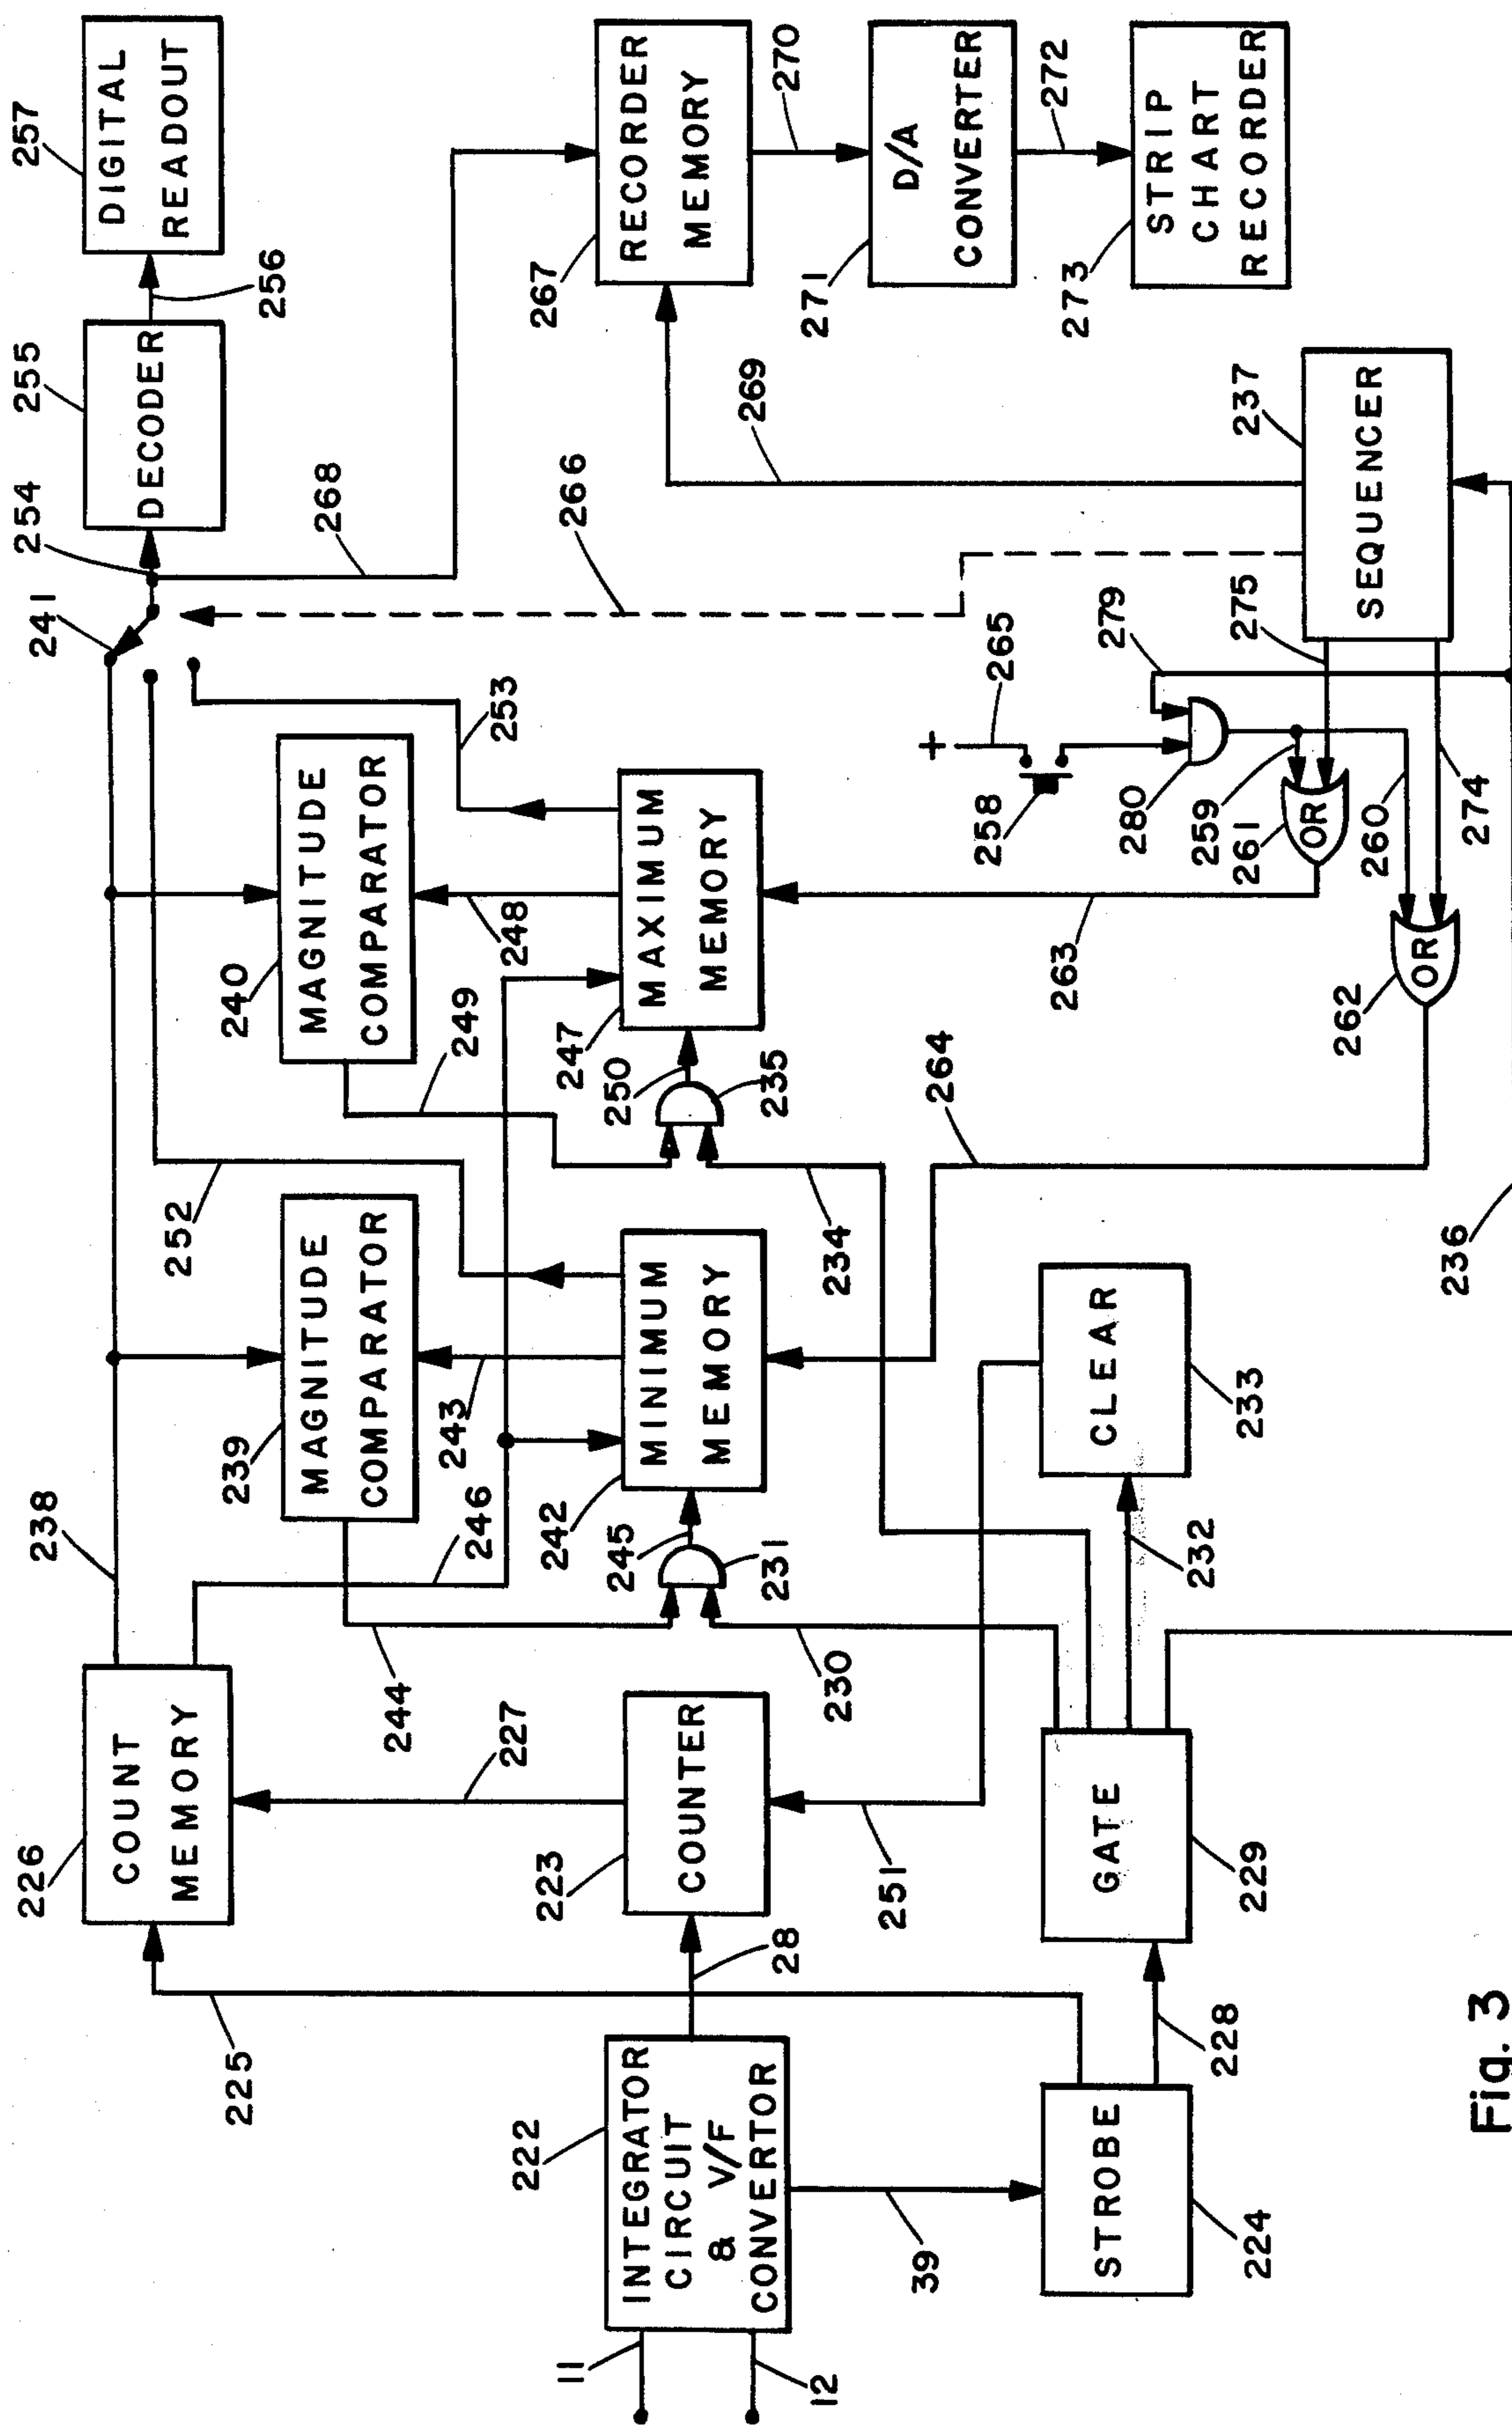 257
DIGITAL
READOUT
256
255
DECODER
254
241
268
266
267
RECORDER
MEMORY
270
271
D/A
CONVERTER
272
273
STRIP
CHART
RECORDER
269
237
SEQUENCER
275
279
265
+
258
280
259
261
OR
260
274
262
OR
263
264
253
240
MAGNITUDE
COMPARATOR
248
249
247
MAXIMUM
MEMORY
250
235
252
234
239
MAGNITUDE
COMPARATOR
243
246
242
MINIMUM
MEMORY
245
231
236
238
244
230
CLEAR
233
232
226
COUNT
MEMORY
227
223
COUNTER
251
GATE
229
225
28
228
222
INTEGRATOR
CIRCUIT
& V/F
CONVERTOR
39
STROBE
224
11
12
Fig. 3